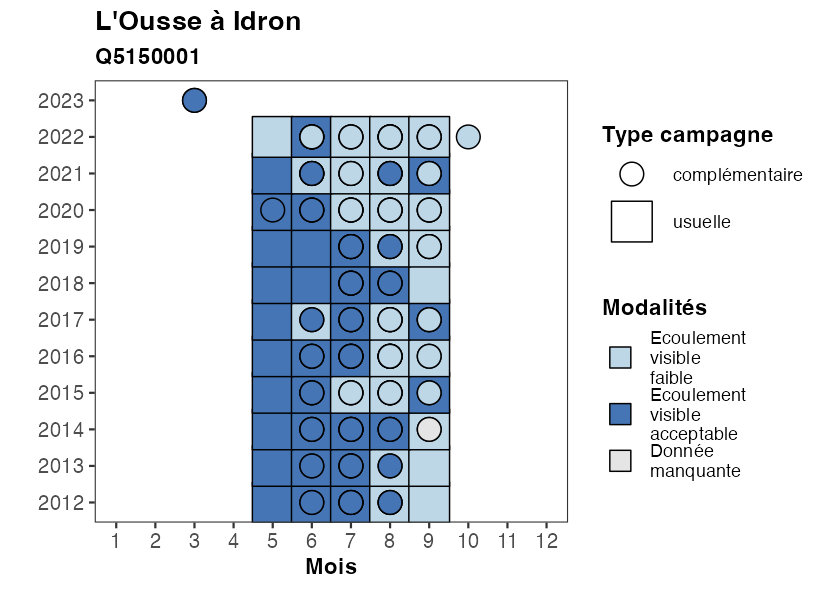 L'Ousse à Idron
Q5150001
2023
2022
2021
2020
2019
2018
2017
2016
2015
2014
2013
2012
1 2 3 4 5 6 7 8 9 10 11 12
Mois
Type campagne
complémentaire
usuelle
Modalités
Ecoulement
visible
faible
Ecoulement
visible
acceptable
Donnée
manquante